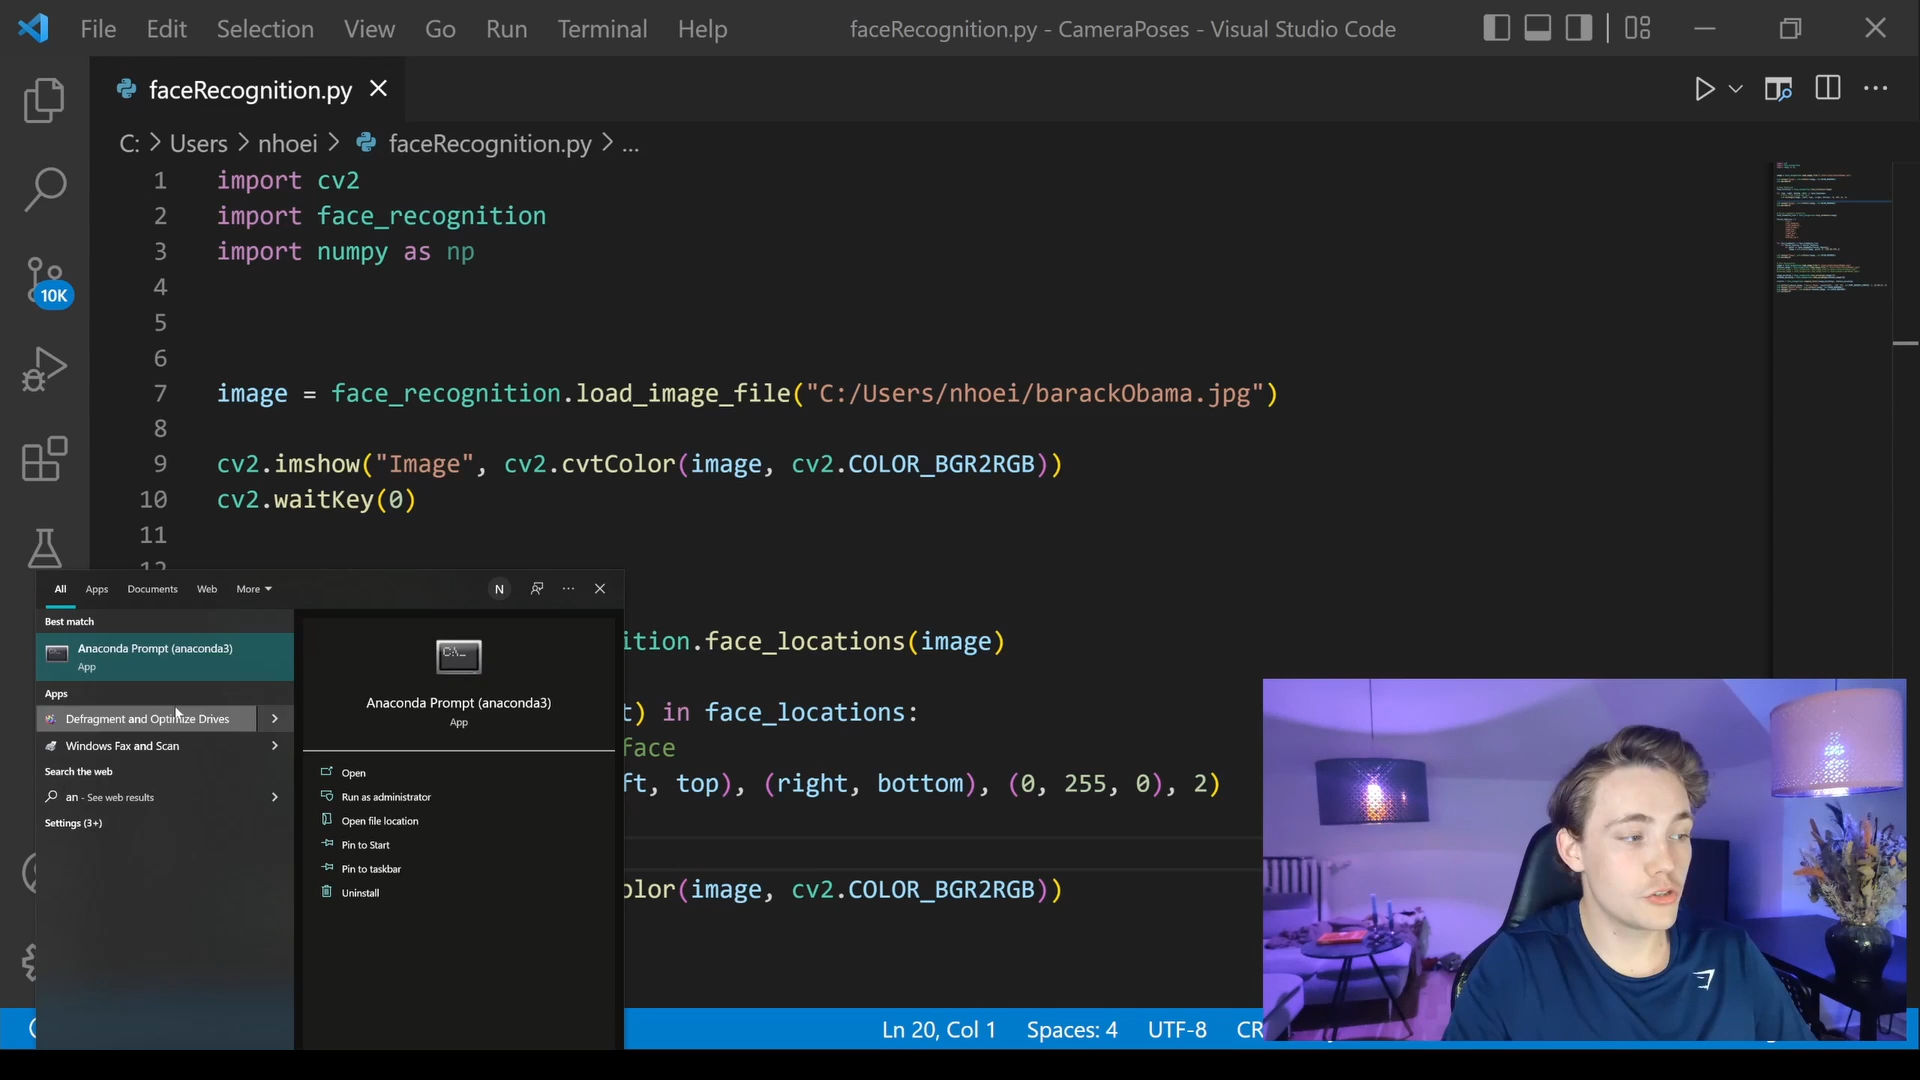 File Edit Selection View Go Run Terminal Help faceRecognition.py - CameraPoses - Visual Studio Code
faceRecognition.py
C: > Users > nhoei > faceRecognition.py > ...
1 import cv2
2 import face_recognition
3 import numpy as np
4
5
6
7 image = face_recognition.load_image_file("C:/Users/nhoei/barackObama.jpg")
8
9 cv2.imshow("Image", cv2.cvtColor(image, cv2.COLOR_BGR2RGB))
10 cv2.waitKey(0)
11
10K
ition.face_locations(image)
t) in face_locations:
face
ft, top), (right, bottom), (0, 255, 0), 2)
olor(image, cv2.COLOR_BGR2RGB))
All Apps Documents Web More N
Best match
Anaconda Prompt (anaconda3)
App
Apps
Defragment and Optimize Drives
Windows Fax and Scan
Search the web
an - See web results
Settings (3+)
C:\_
Anaconda Prompt (anaconda3)
App
Open
Run as administrator
Open file location
Pin to Start
Pin to taskbar
Uninstall
Ln 20, Col 1 Spaces: 4 UTF-8 CR